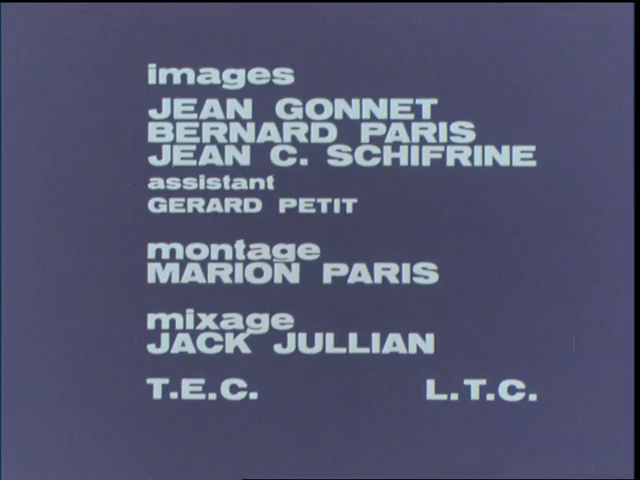 images
JEAN GONNET
BERNARD PARIS
JEAN C. SCHIFRINE
assistant
GERARD PETIT
montage
MARION PARIS
mixage
JACK JULLIAN
T.E.C. L.T.C.